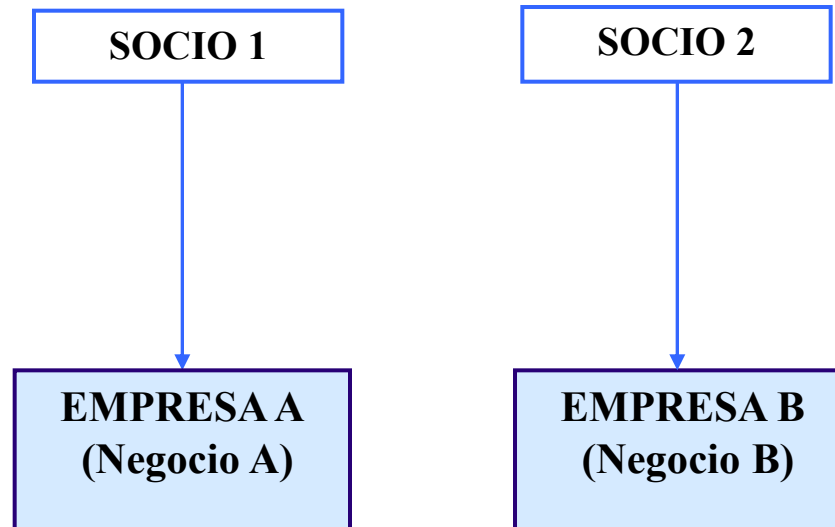 SOCIO 1
SOCIO 2
EMPRESA A
(Negocio A)
EMPRESA B
(Negocio B)